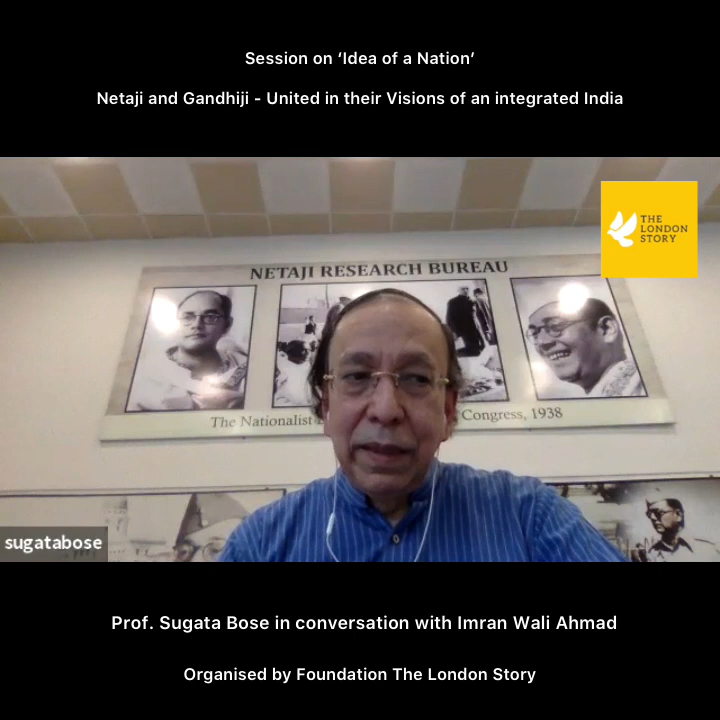 Session on ‘Idea of a Nation’
Netaji and Gandhiji - United in their Visions of an integrated India
THE
LONDON
STORY
NETAJI RESEARCH BUREAU
The Nationalist Congress, 1938
sugatabose
Prof. Sugata Bose in conversation with Imran Wali Ahmad
Organised by Foundation The London Story